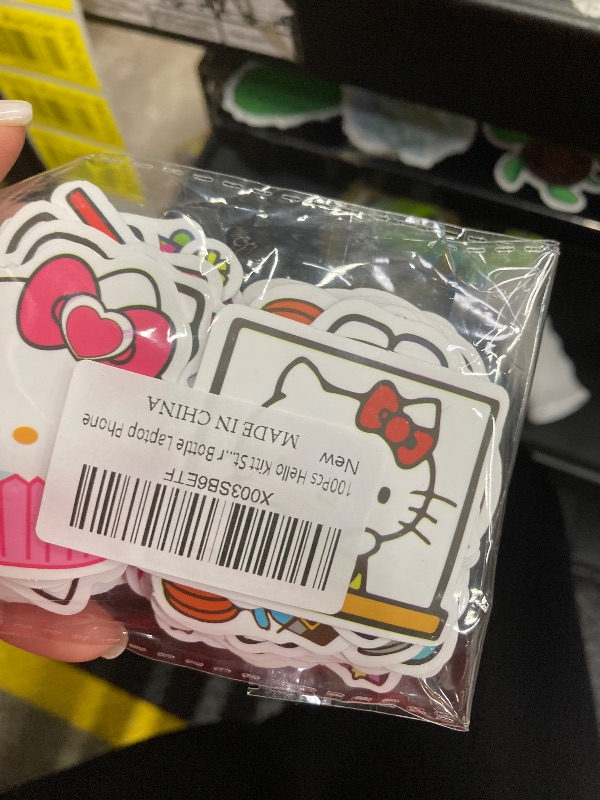 X003SB6ETF
100Pcs Hello Kitt St...r Bottle Laptop Phone
New
MADE IN CHINA